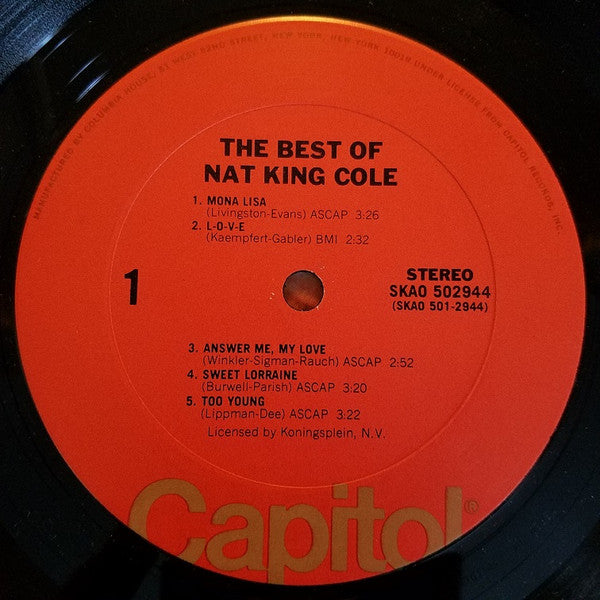 MANUFACTURED BY COLUMBIA HOUSE, 51 WEST 52ND STREET, NEW YORK, NEW YORK 10019 UNDER LICENSE FROM CAPITOL RECORDS, INC.
THE BEST OF
NAT KING COLE
1. MONA LISA
(Livingston-Evans) ASCAP 3:26
2. L-O-V-E
(Kaempfert-Gabler) BMI 2:32
1
STEREO
SKAO 502944
(SKAO 501-2944)
3. ANSWER ME, MY LOVE
(Winkler-Sigman-Rauch) ASCAP 2:52
4. SWEET LORRAINE
(Burwell-Parish) ASCAP 3:20
5. TOO YOUNG
(Lippman-Dee) ASCAP 3:22
Licensed by Koningsplein, N.V.
Capitol®